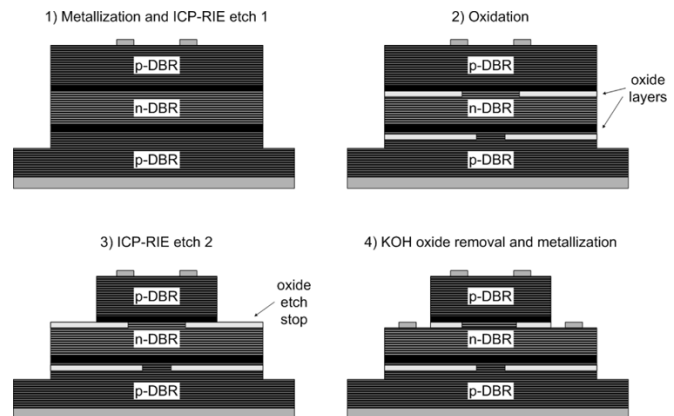 1) Metallization and ICP-RIE etch 1
p-DBR
n-DBR
p-DBR
2) Oxidation
p-DBR
n-DBR
p-DBR
oxide
layers
3) ICP-RIE etch 2
p-DBR
n-DBR
p-DBR
oxide
etch
stop
4) KOH oxide removal and metallization
p-DBR
n-DBR
p-DBR